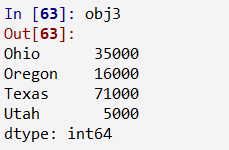 In [63]: obj3
Out[63]:
Ohio      35000
Oregon    16000
Texas     71000
Utah       5000
dtype: int64